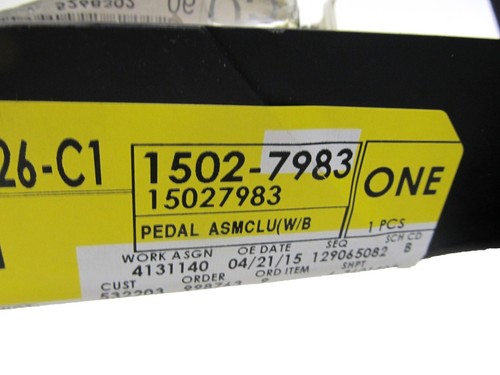 26-C1
1502-7983
15027983
PEDAL ASMCLU(W/B
ONE
1 PCS
WORK ASGN OE DATE SEQ SCH CD
4131140 04/21/15 129065082 B
CUST ORDER ORD ITEM SHPT
532203